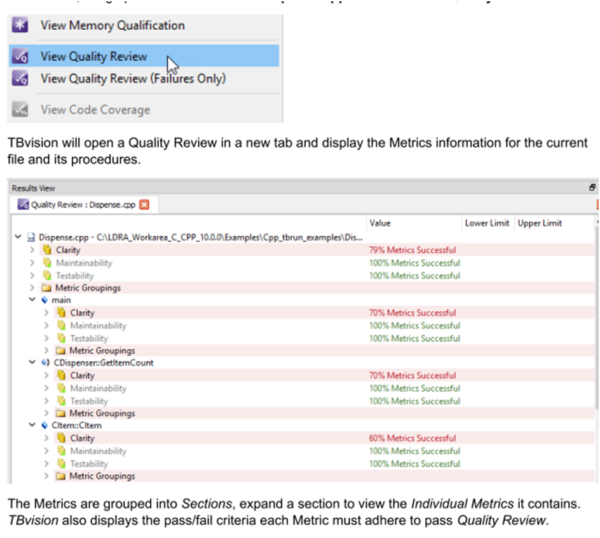 View Memory Qualification
View Quality Review
View Quality Review (Failures Only)
View Code Coverage
TBvision will open a Quality Review in a new tab and display the Metrics information for the current
file and its procedures.
Results View
Quality Review : Dispense.cpp
Value Lower Limit Upper Limit
Dispense.cpp - C:\LDRA_Workarea_C_CPP_10.0.0\Examples\Cpp_tbrun_examples\Dis...
Clarity 79% Metrics Successful
Maintainability 100% Metrics Successful
Testability 100% Metrics Successful
Metric Groupings
main
Clarity 70% Metrics Successful
Maintainability 100% Metrics Successful
Testability 100% Metrics Successful
Metric Groupings
CDispenser::GetItemCount
Clarity 70% Metrics Successful
Maintainability 100% Metrics Successful
Testability 100% Metrics Successful
Metric Groupings
CItem::CItem
Clarity 60% Metrics Successful
Maintainability 100% Metrics Successful
Testability 100% Metrics Successful
Metric Groupings
The Metrics are grouped into Sections, expand a section to view the Individual Metrics it contains.
TBvision also displays the pass/fail criteria each Metric must adhere to pass Quality Review.